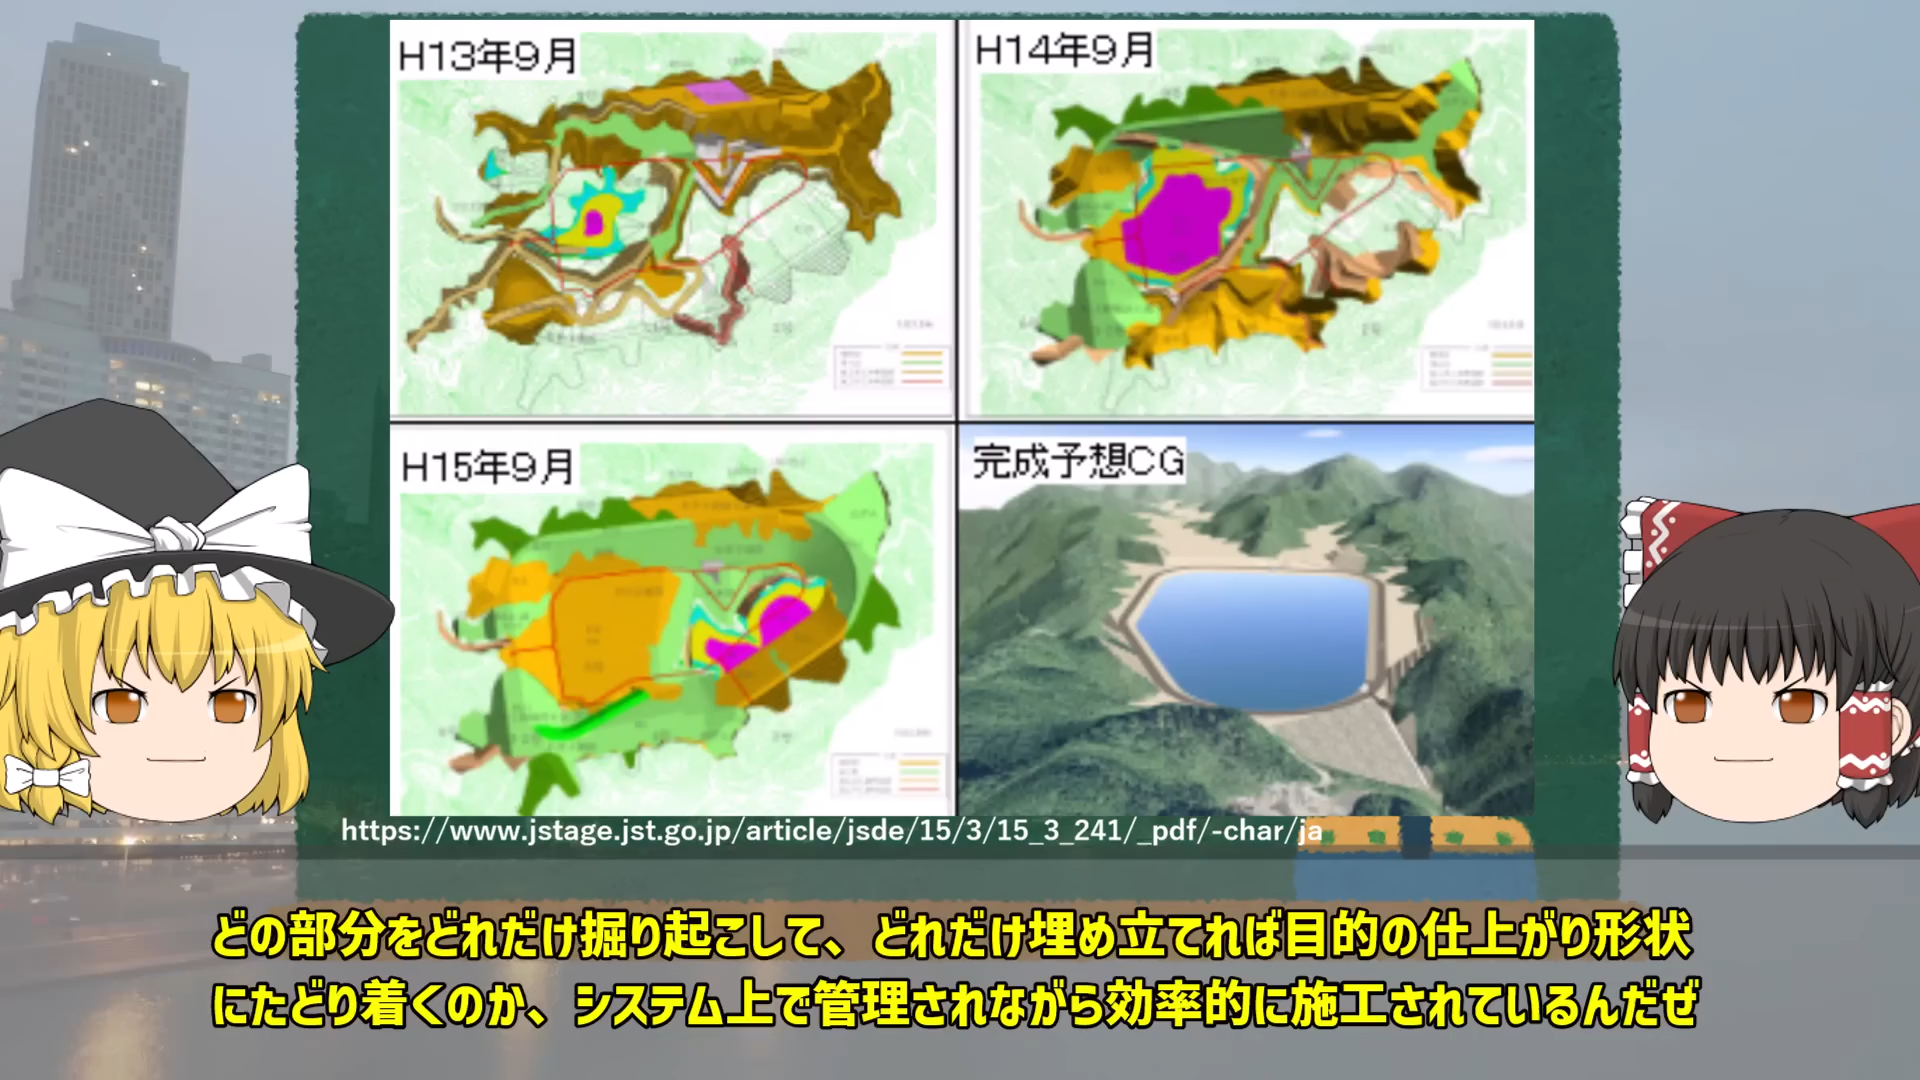 H13年9月
H14年9月
H15年9月
完成予想CG
https://www.jstage.jst.go.jp/article/jsde/15/3/15_3_241/_pdf/-char/ja
どの部分をどれだけ掘り起こして、どれだけ埋め立てれば目的の仕上がり形状
にたどり着くのか、システム上で管理されながら効率的に施工されているんだぜ